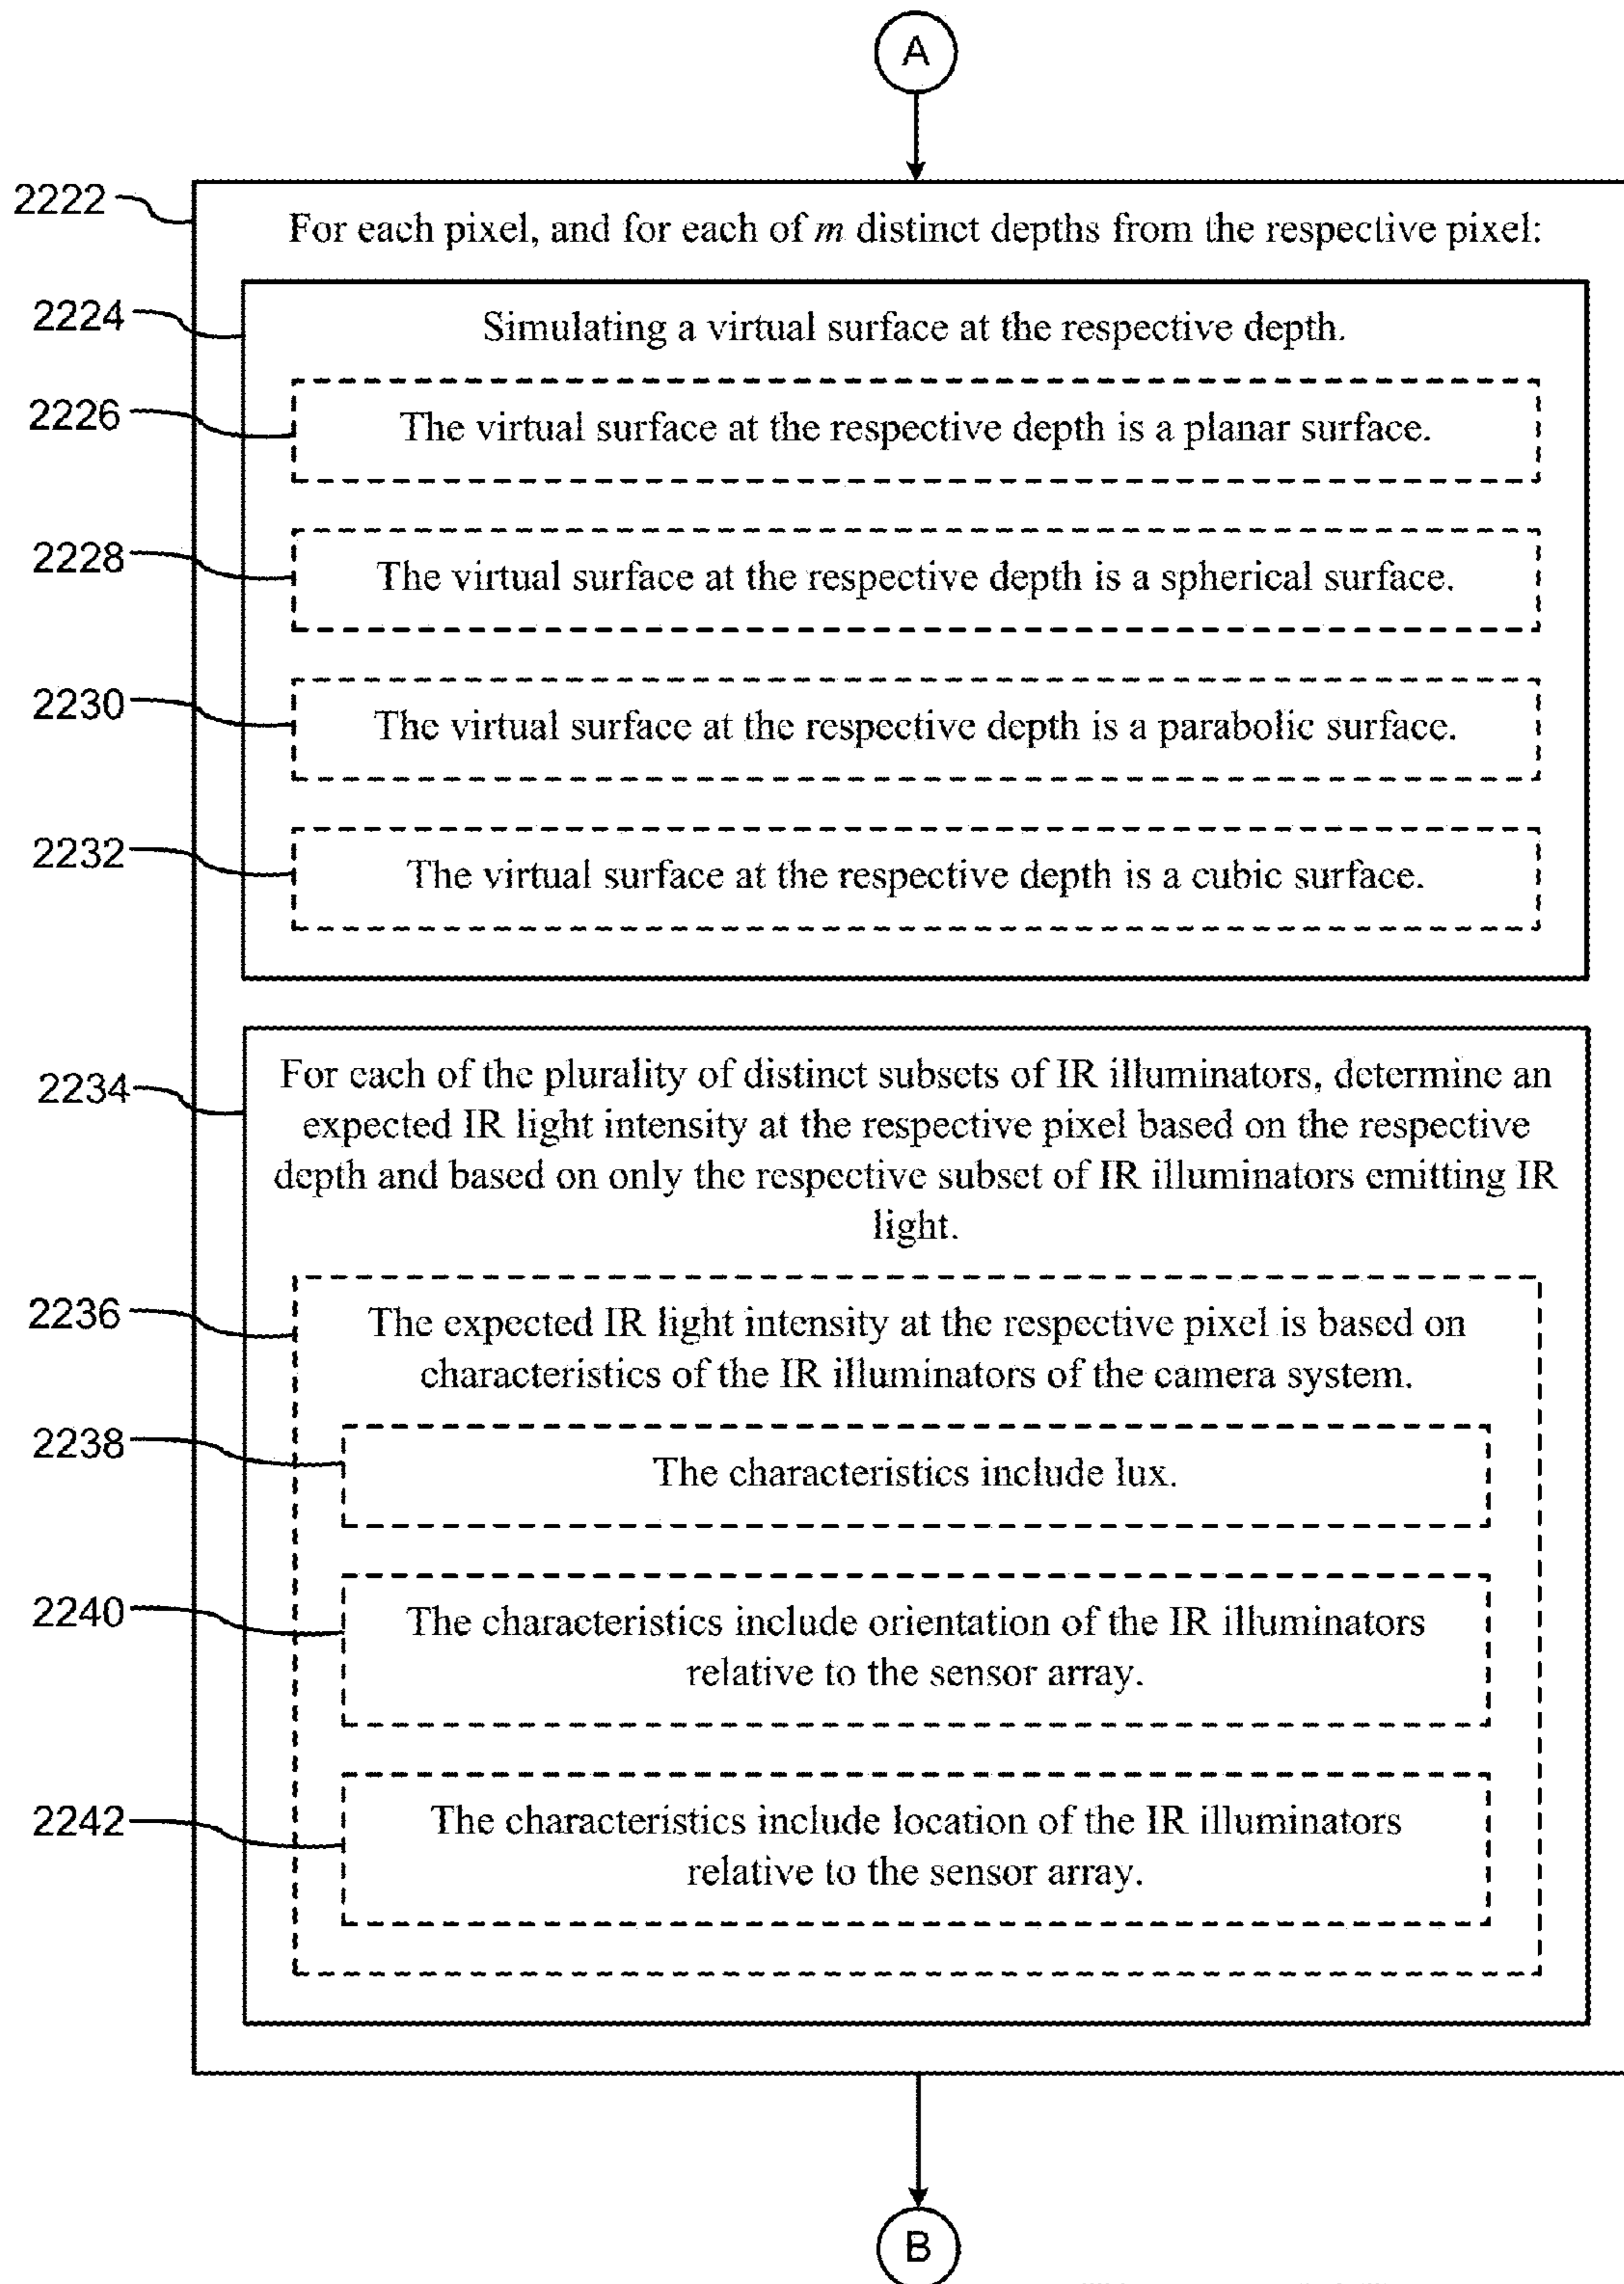 A
2222
For each pixel, and for each of m distinct depths from the respective pixel:
2224
Simulating a virtual surface at the respective depth.
2226
The virtual surface at the respective depth is a planar surface.
2228
The virtual surface at the respective depth is a spherical surface.
2230
The virtual surface at the respective depth is a parabolic surface.
2232
The virtual surface at the respective depth is a cubic surface.
2234
For each of the plurality of distinct subsets of IR illuminators, determine an
expected IR light intensity at the respective pixel based on the respective
depth and based on only the respective subset of IR illuminators emitting IR
light.
2236
The expected IR light intensity at the respective pixel is based on
characteristics of the IR illuminators of the camera system.
2238
The characteristics include lux.
2240
The characteristics include orientation of the IR illuminators
relative to the sensor array.
2242
The characteristics include location of the IR illuminators
relative to the sensor array.
B